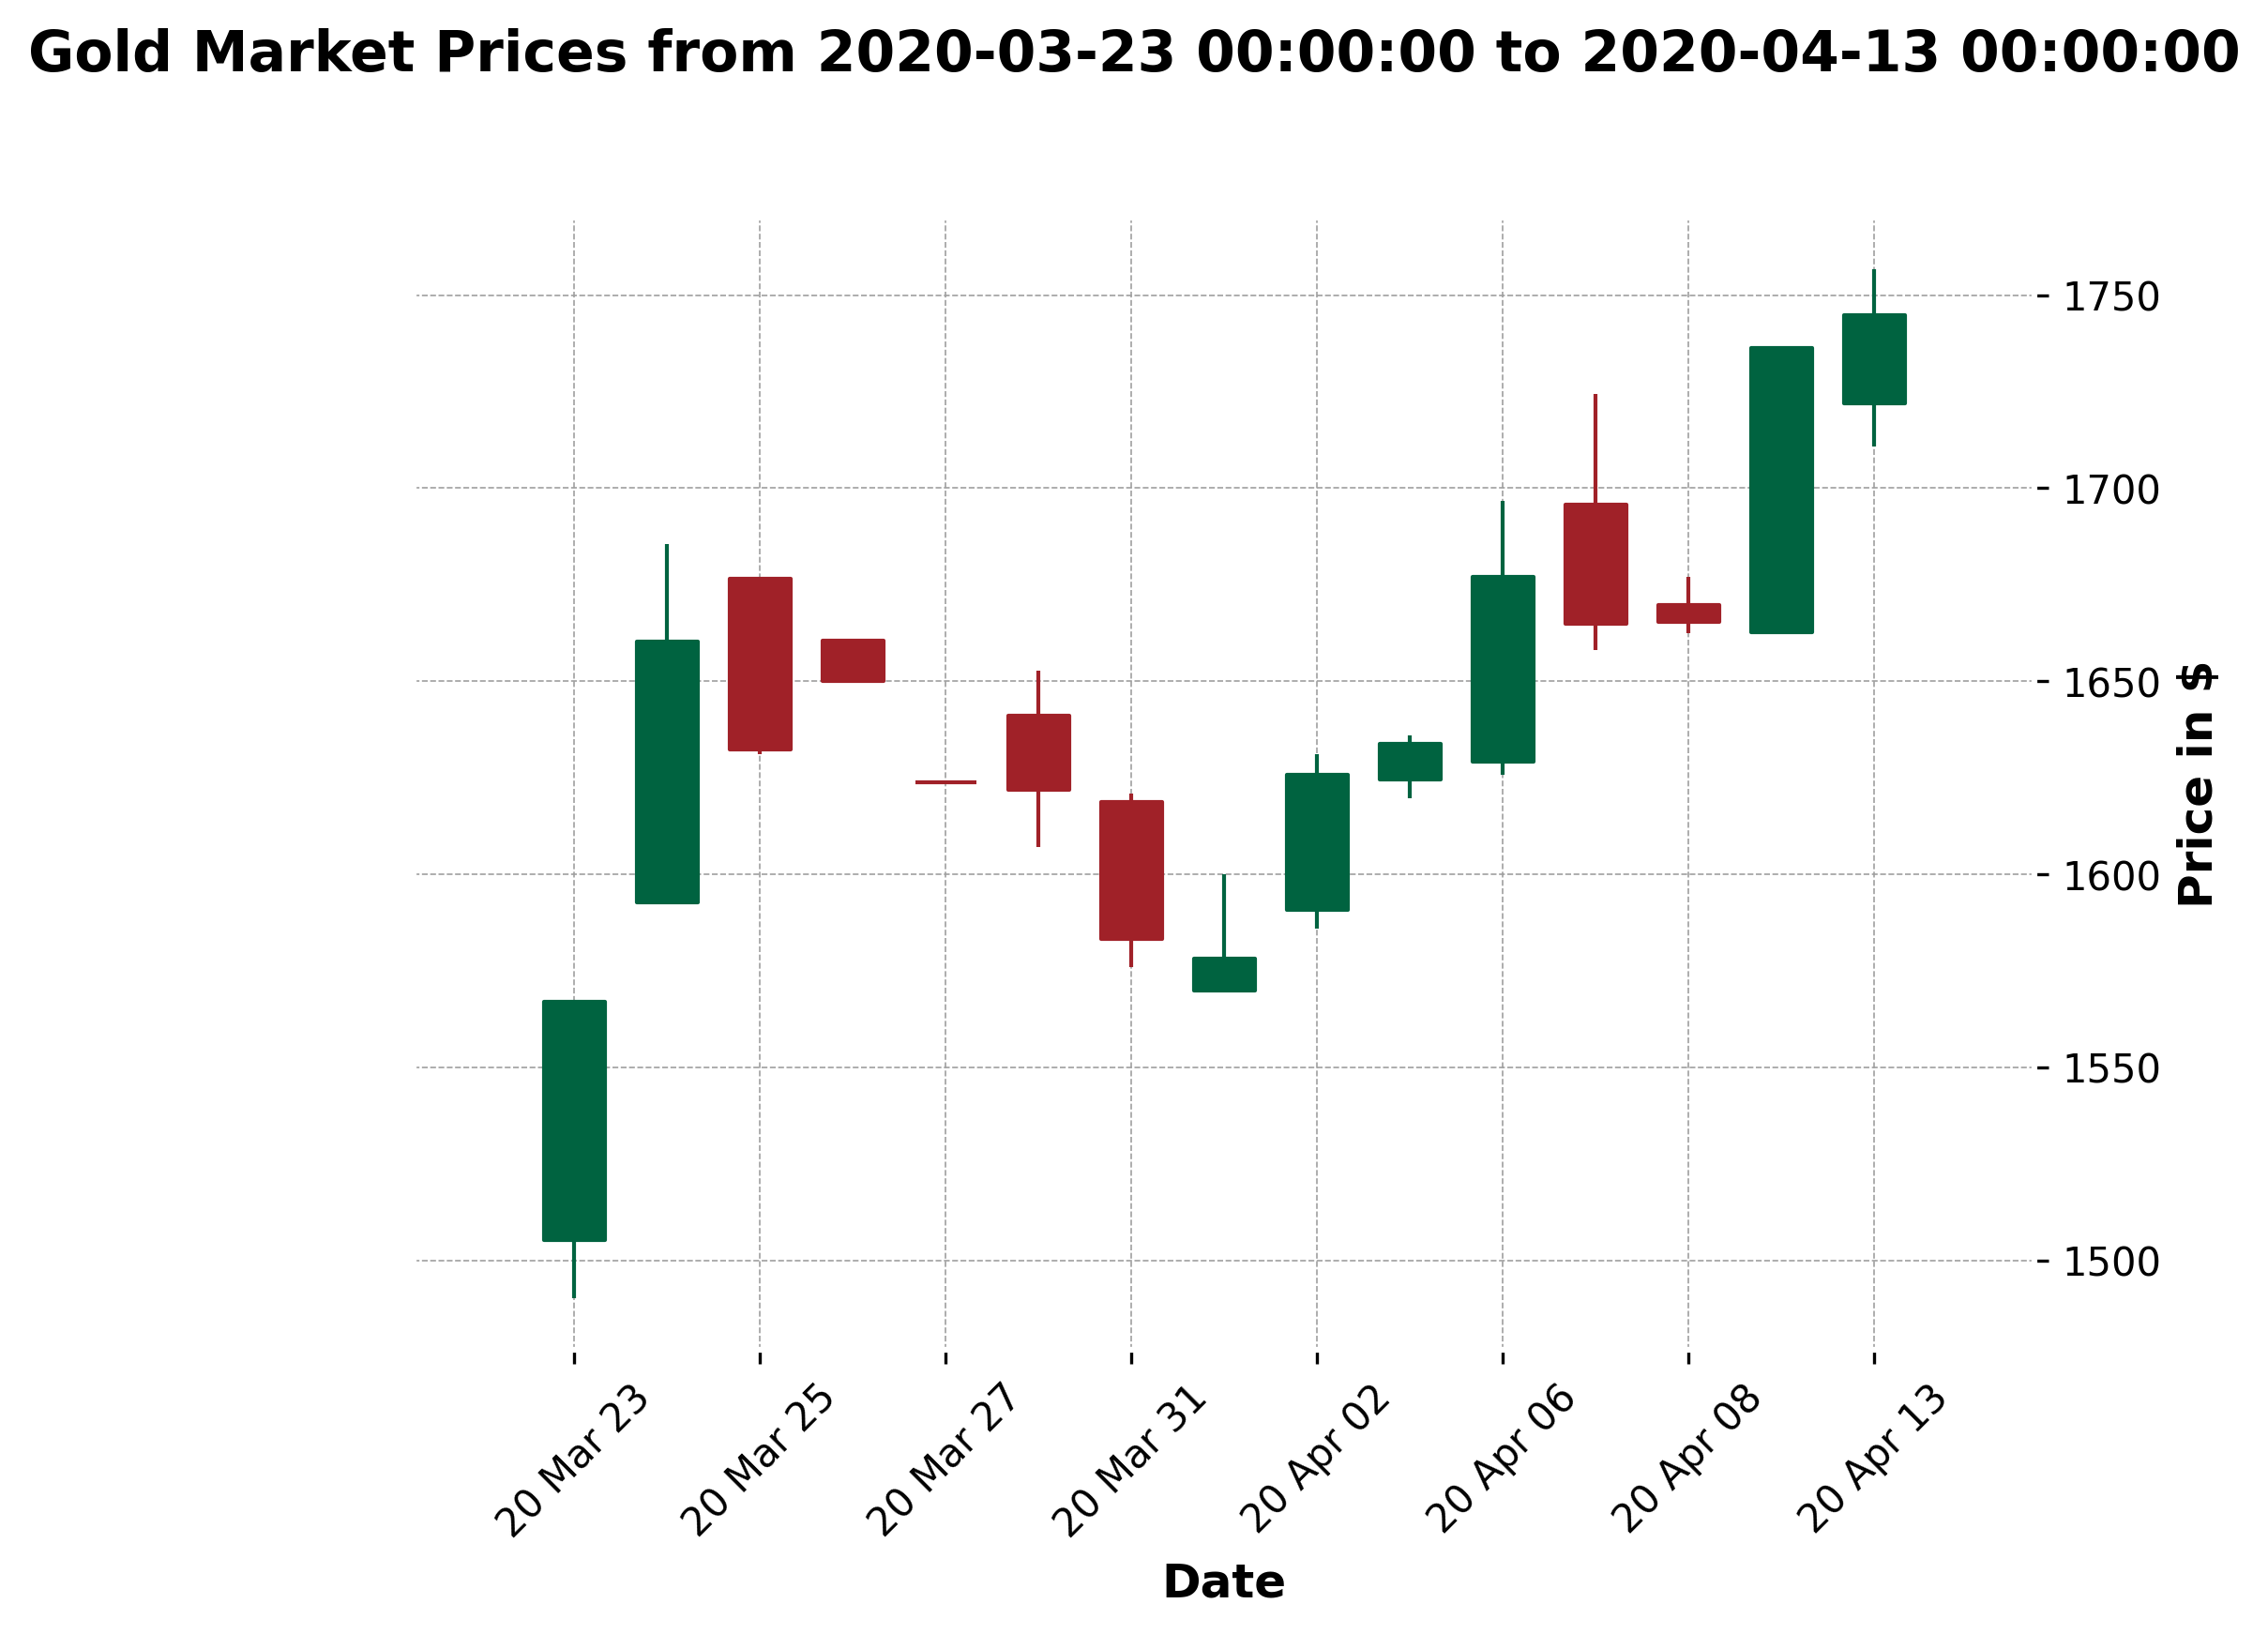 Gold Market Prices from 2020-03-23 00:00:00 to 2020-04-13 00:00:00
1750
1700
1650
1600
1550
1500
Price in $
20 Mar 23
20 Mar 25
20 Mar 27
20 Mar 31
20 Apr 02
20 Apr 06
20 Apr 08
20 Apr 13
Date